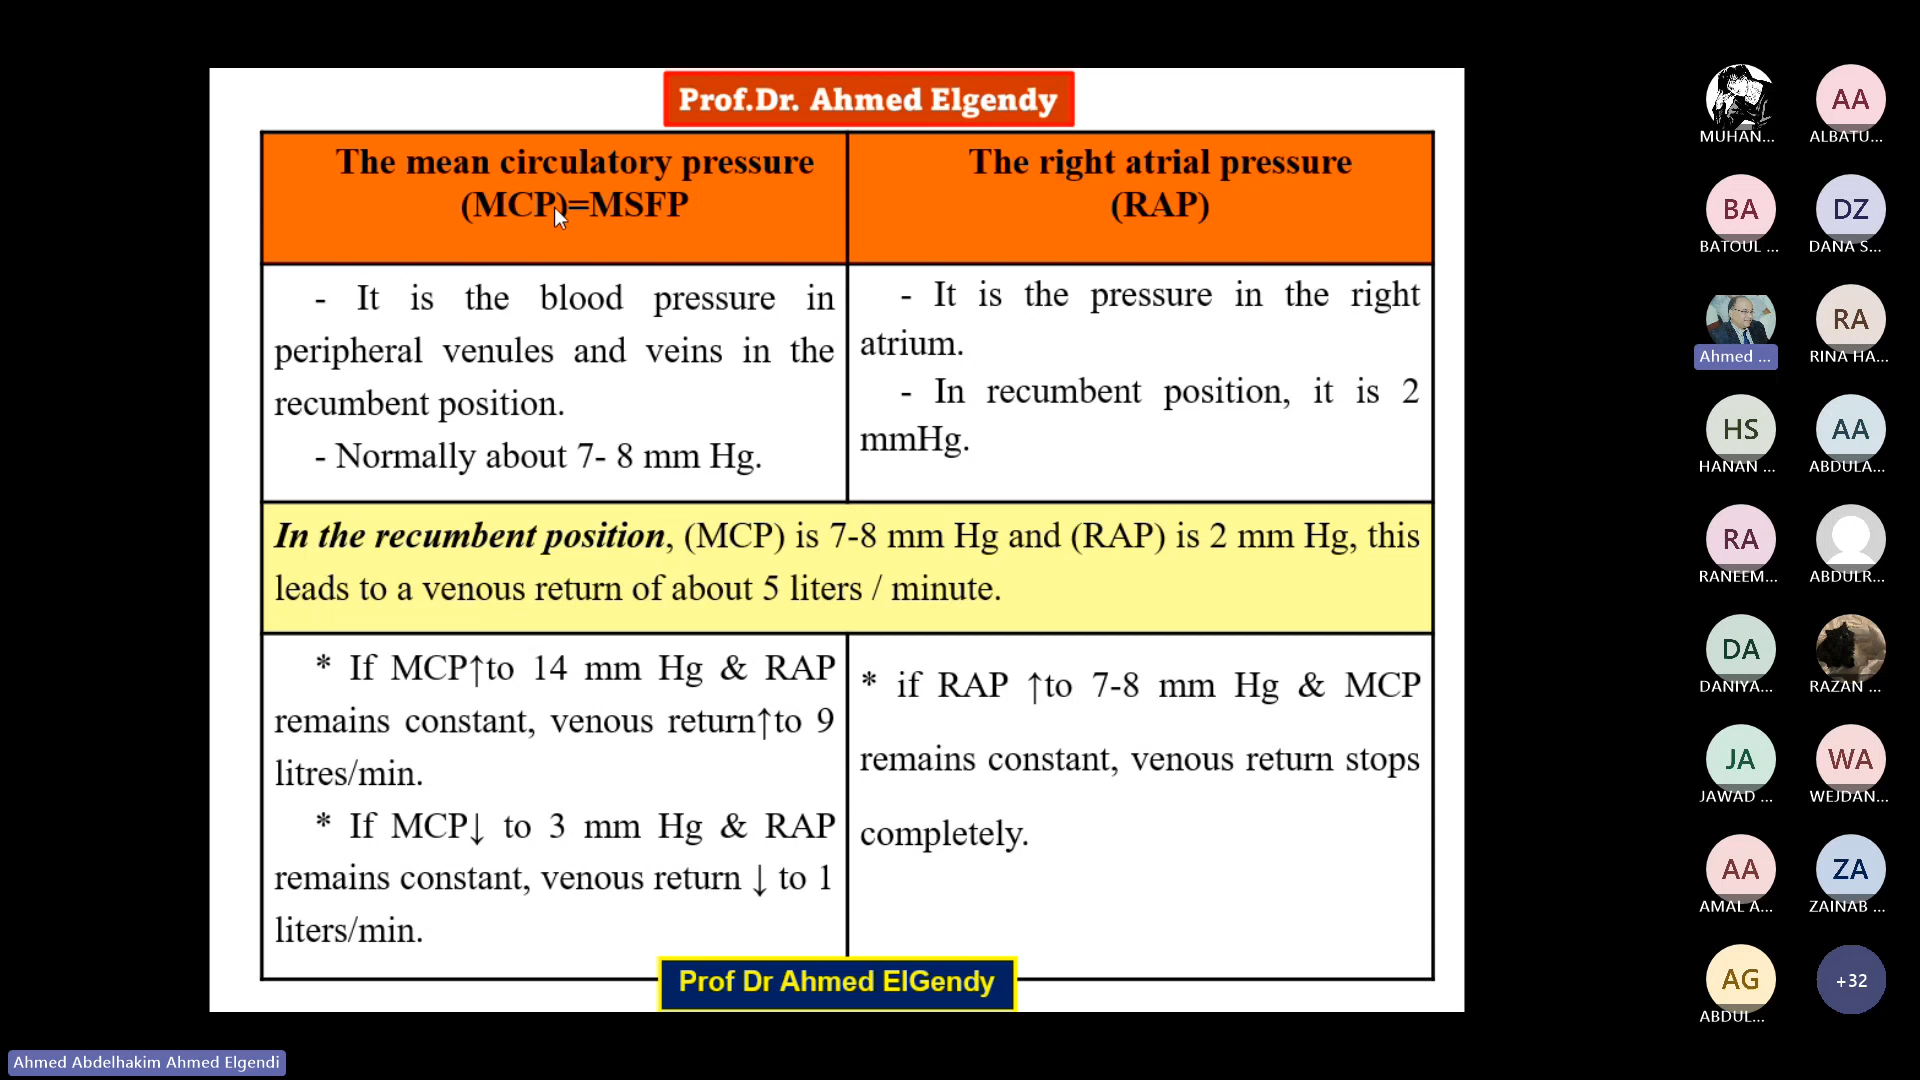 Prof.Dr. Ahmed Elgendy
The mean circulatory pressure
(MCP)=MSFP
The right atrial pressure
(RAP)
- It is the blood pressure in
peripheral venules and veins in the
recumbent position.
- Normally about 7- 8 mm Hg.
- It is the pressure in the right
atrium.
- In recumbent position, it is 2
mmHg.
In the recumbent position, (MCP) is 7-8 mm Hg and (RAP) is 2 mm Hg, this
leads to a venous return of about 5 liters / minute.
* If MCP↑to 14 mm Hg & RAP
remains constant, venous return↑to 9
litres/min.
* If MCP↓ to 3 mm Hg & RAP
remains constant, venous return ↓ to 1
liters/min.
* if RAP ↑to 7-8 mm Hg & MCP
remains constant, venous return stops
completely.
Prof Dr Ahmed ElGendy
MUHAN...
AA
ALBATU...
BA
BATOUL ...
DZ
DANA S...
Ahmed ...
RA
RINA HA...
HS
HANAN ...
AA
ABDULA...
RA
RANEEM...
ABDULR...
DA
DANIYA...
RAZAN ...
JA
JAWAD ...
WA
WEJDAN...
AA
AMAL A...
ZA
ZAINAB ...
AG
ABDUL...
+32
Ahmed Abdelhakim Ahmed Elgendi